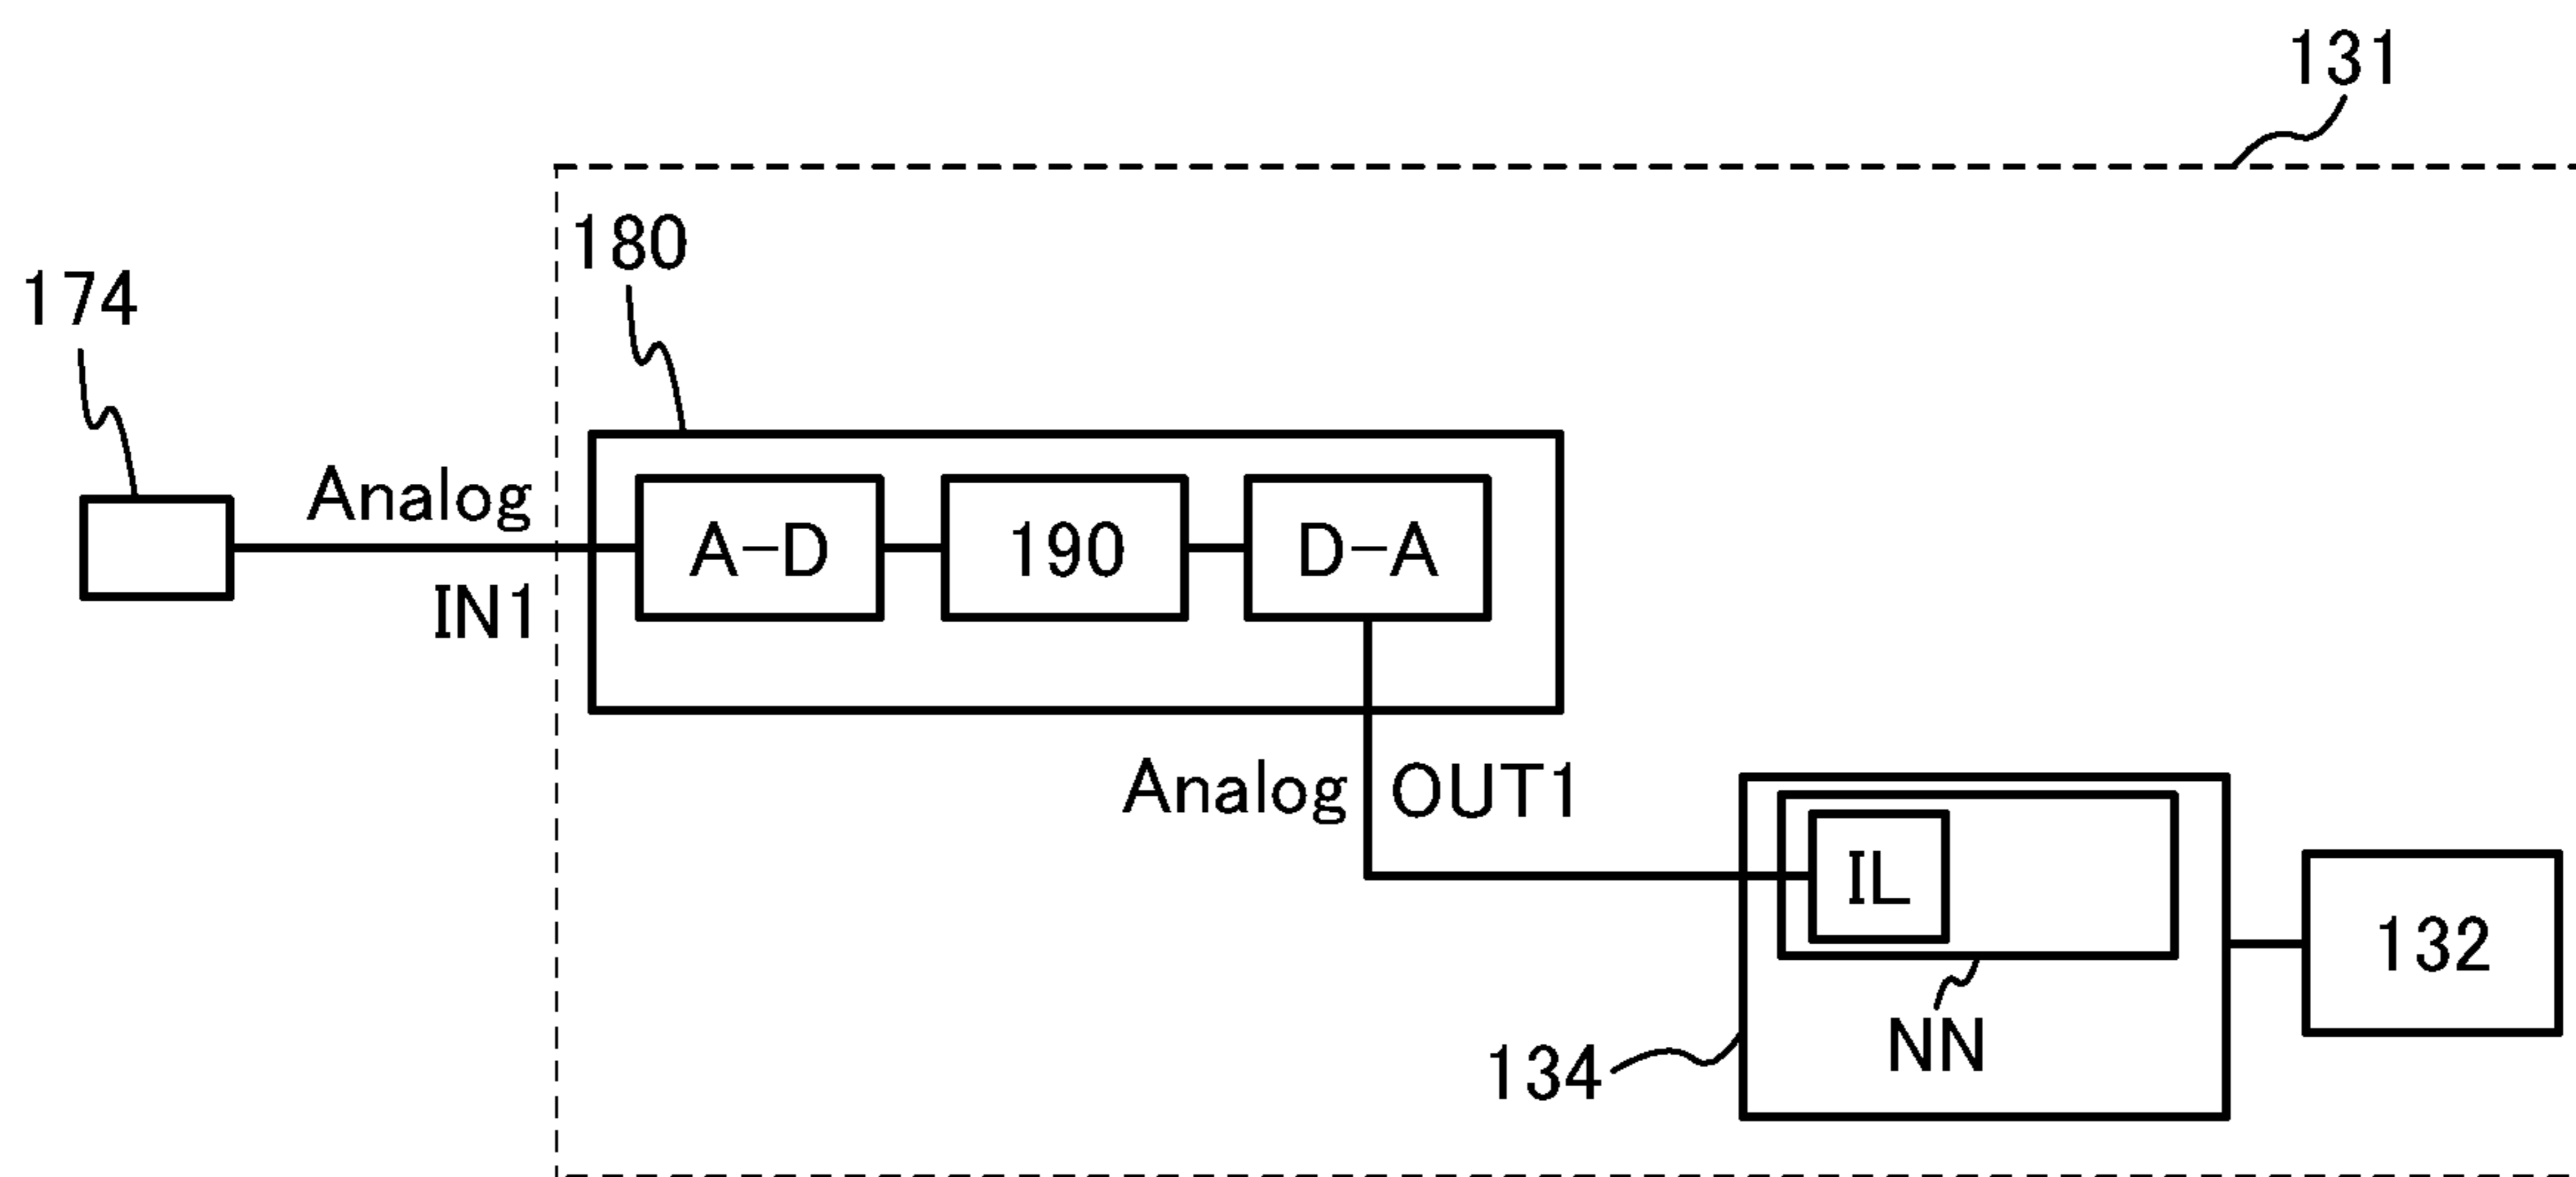 131
180
174
Analog
IN1
A-D
190
D-A
Analog
OUT1
IL
132
NN
134